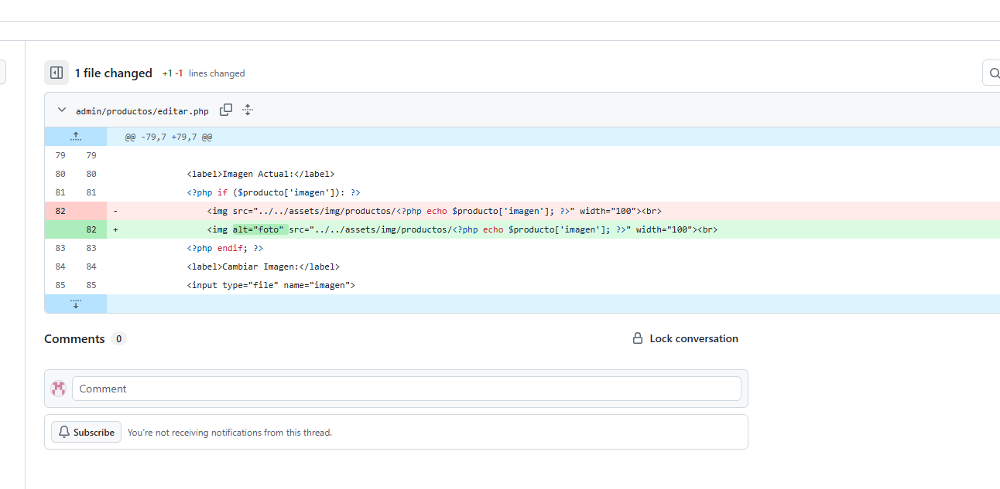 1 file changed +1 -1 lines changed
admin/productos/editar.php
@@ -79,7 +79,7 @@
79 79
80 80 <label>Imagen Actual:</label>
81 81 <?php if ($producto['imagen']): ?>
82 - <img src="../../assets/img/productos/<?php echo $producto['imagen']; ?>" width="100"><br>
82 + <img alt="foto" src="../../assets/img/productos/<?php echo $producto['imagen']; ?>" width="100"><br>
83 83 <?php endif; ?>
84 84 <label>Cambiar Imagen:</label>
85 85 <input type="file" name="imagen">
Comments 0 Lock conversation
Comment
Subscribe You're not receiving notifications from this thread.